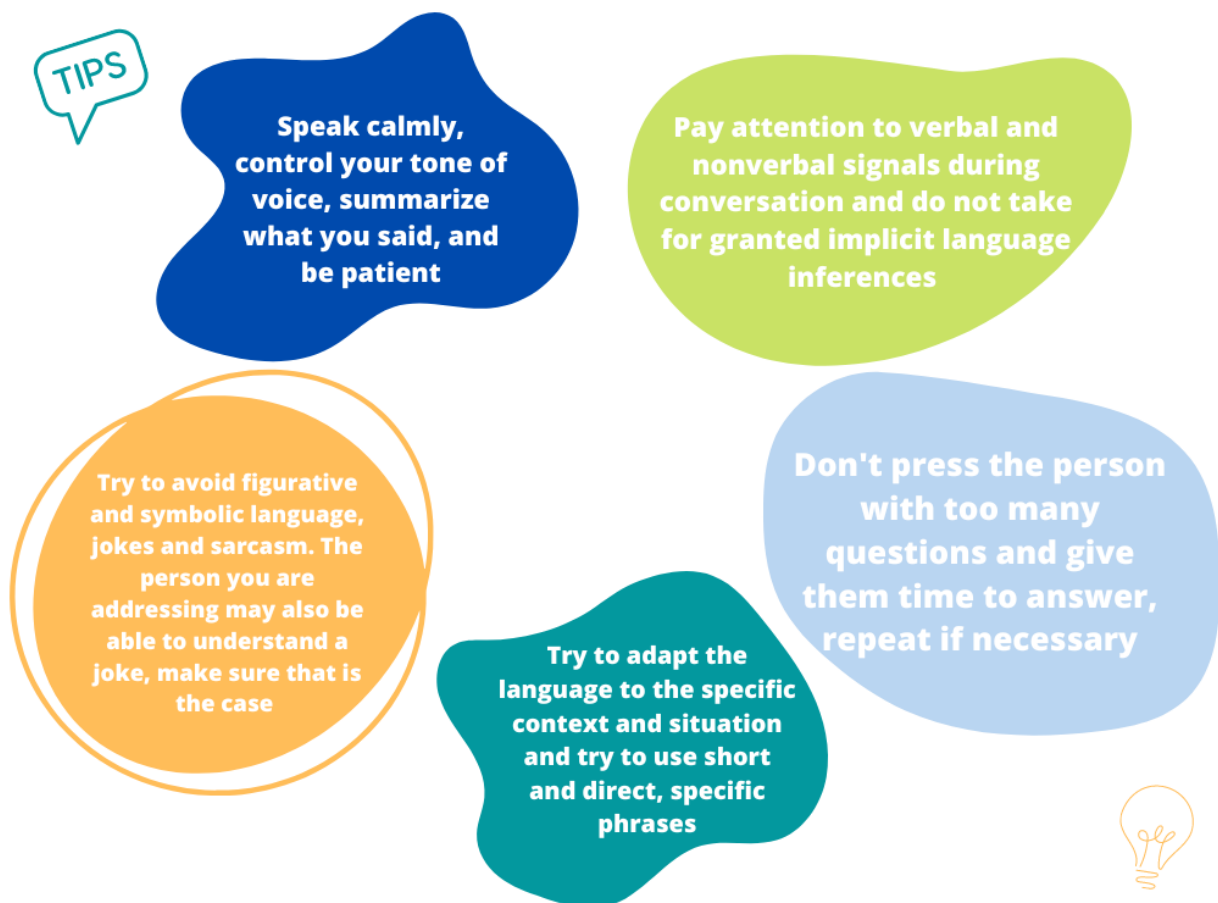 TIPS
Speak calmly,
control your tone of
voice, summarize
what you said, and
be patient
Pay attention to verbal and
nonverbal signals during
conversation and do not take
for granted implicit language
inferences
Try to avoid figurative
and symbolic language,
jokes and sarcasm. The
person you are
addressing may also be
able to understand a
joke, make sure that is
the case
Try to adapt the
language to the specific
context and situation
and try to use short
and direct, specific
phrases
Don't press the person
with too many
questions and give
them time to answer,
repeat if necessary